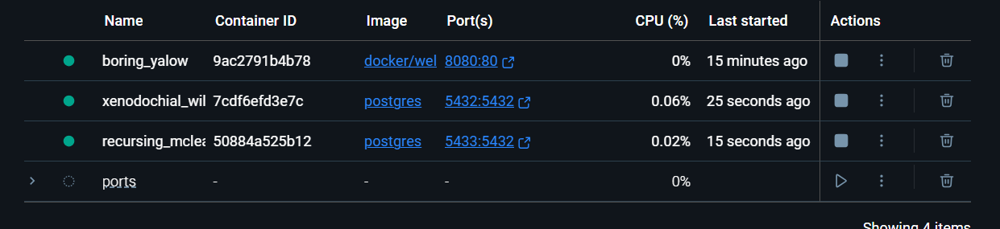 Name Container ID Image Port(s) CPU (%) Last started Actions
boring_yalow 9ac2791b4b78 docker/wel 8080:80 0% 15 minutes ago
xenodochial_wil 7cdf6efd3e7c postgres 5432:5432 0.06% 25 seconds ago
recursing_mclea 50884a525b12 postgres 5433:5432 0.02% 15 seconds ago
ports - - - 0%
Showing 4 items